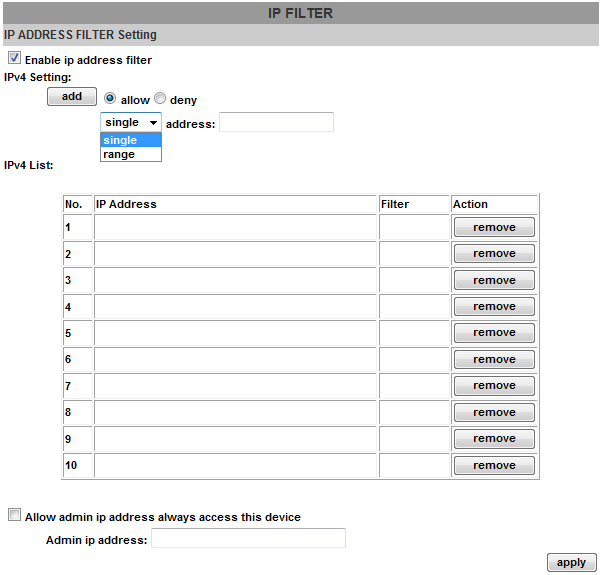 IP FILTER
IP ADDRESS FILTER Setting
Enable ip address filter
IPv4 Setting:
add allow deny
single address:
single
range
IPv4 List:
No. IP Address Filter Action
1 remove
2 remove
3 remove
4 remove
5 remove
6 remove
7 remove
8 remove
9 remove
10 remove
Allow admin ip address always access this device
Admin ip address:
apply